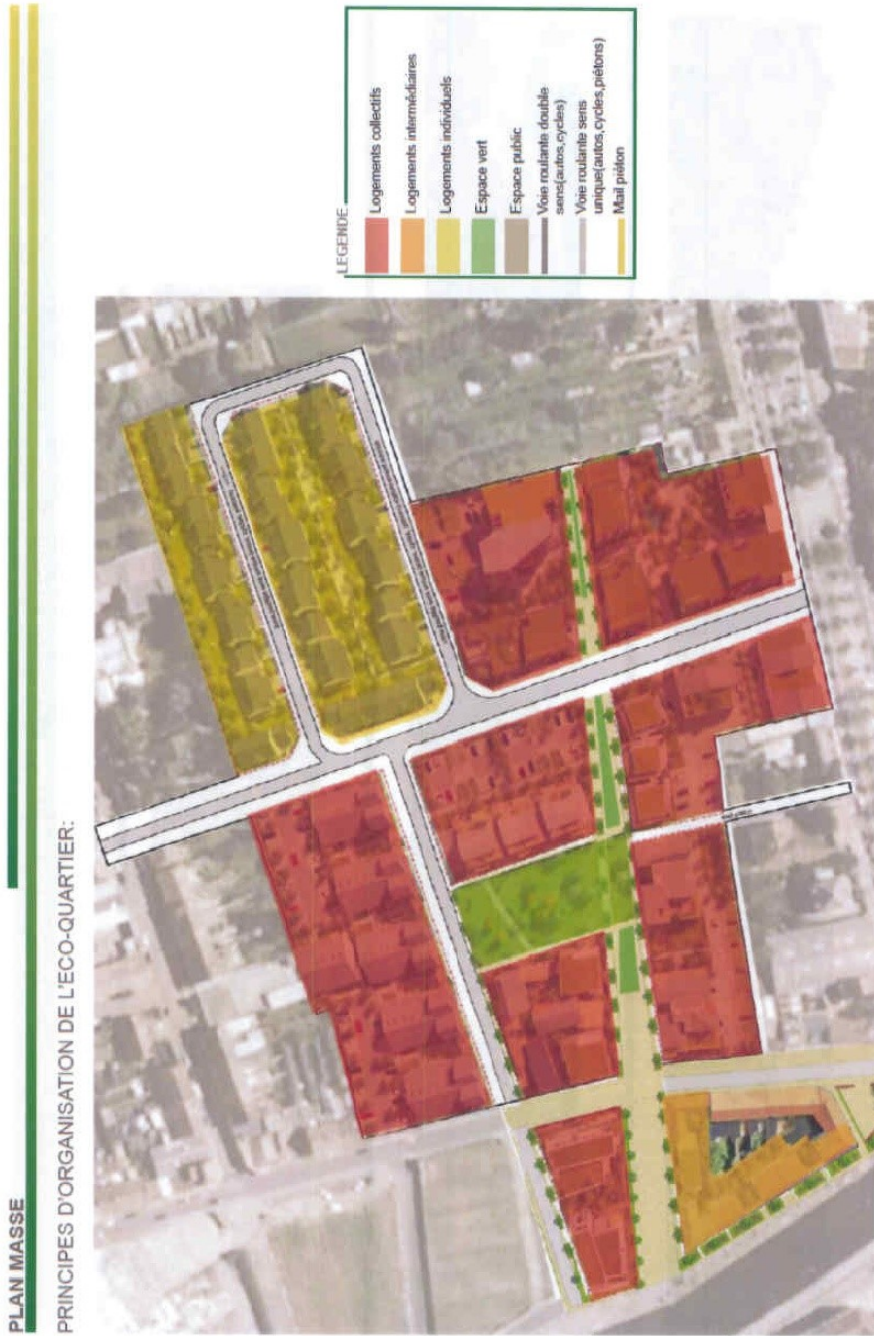 PLAN MASSE
PRINCIPES D'ORGANISATION DE L'ECO-QUARTIER:
LEGENDE
Logements collectifs
Logements intermédiaires
Logements individuels
Espace vert
Espace public
Voie roulante double
sens(autos,cycles)
Voie roulante sens
unique(autos,cycles,piétons)
Mail piéton